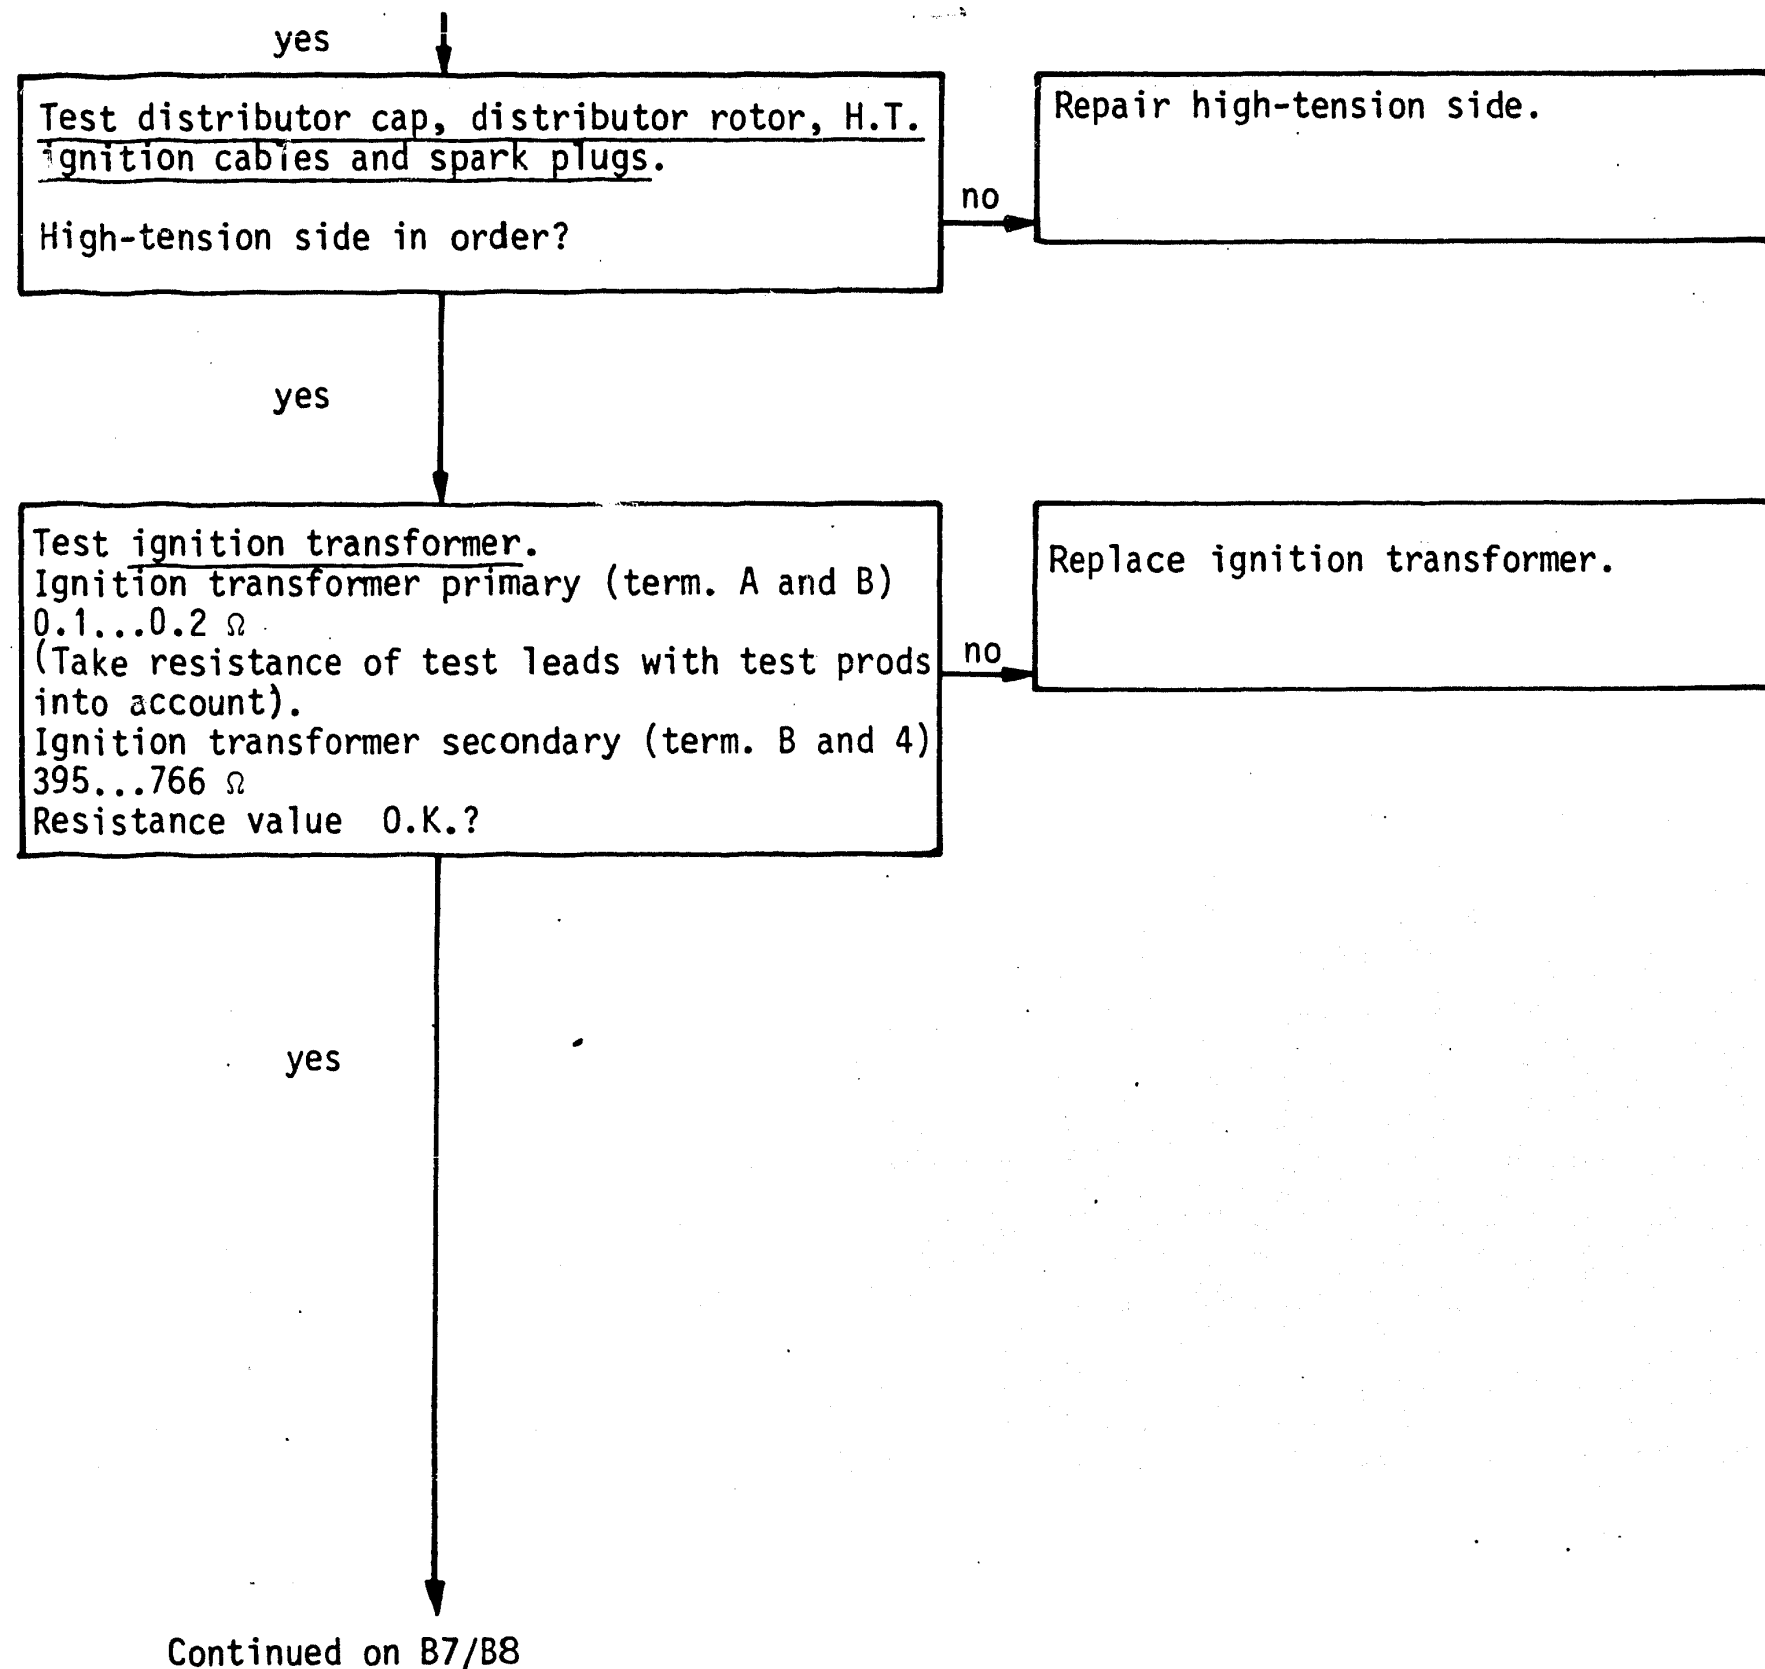 yes
Test distributor cap, distributor rotor, H.T.
ignition cables and spark plugs.
High-tension side in order?
no
Repair high-tension side.
yes
Test ignition transformer.
Ignition transformer primary (term. A and B)
0.1...0.2 Ω
(Take resistance of test leads with test prods
into account).
Ignition transformer secondary (term. B and 4)
395...766 Ω
Resistance value O.K.?
no
Replace ignition transformer.
yes
Continued on B7/B8